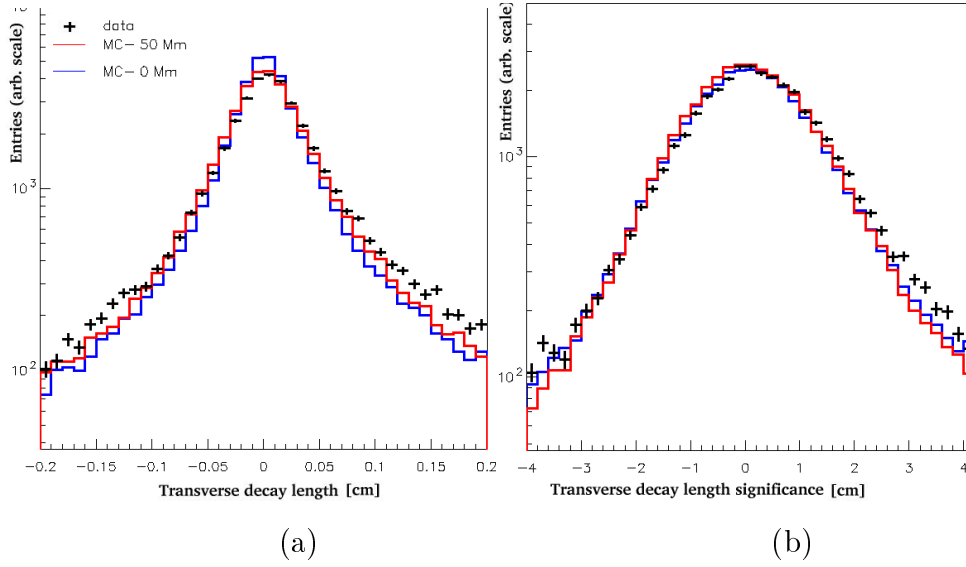 data
MC- 50 Mm
MC- 0 Mm
Entries (arb. scale)
10³
10²
-0.2 -0.15 -0.1 -0.05 0 0.05 0.1 0.15 0.2
Transverse decay length [cm]
(a)
Entries (arb. scale)
10³
10²
-4 -3 -2 -1 0 1 2 3 4
Transverse decay length significance [cm]
(b)